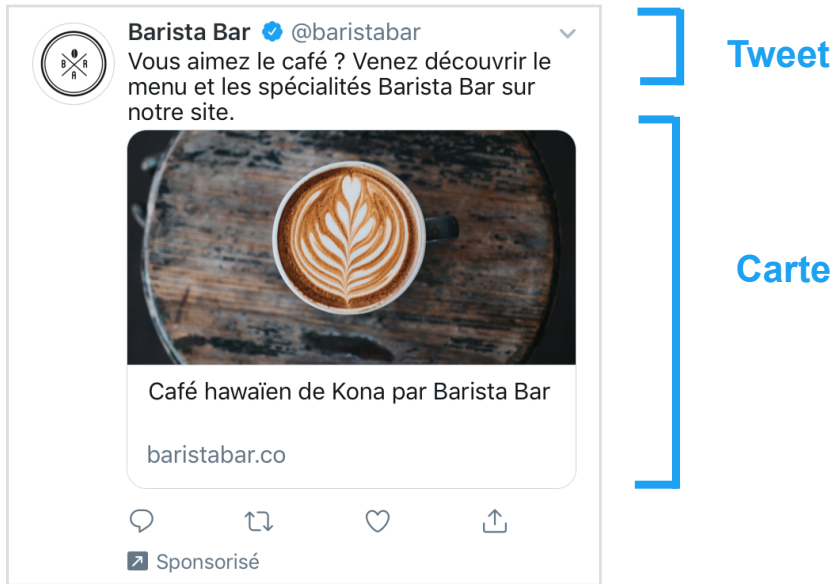 Barista Bar @baristabar
Vous aimez le café ? Venez découvrir le
menu et les spécialités Barista Bar sur
notre site.
B A R
A
Café hawaïen de Kona par Barista Bar
baristabar.co
Sponsorisé
Tweet
Carte